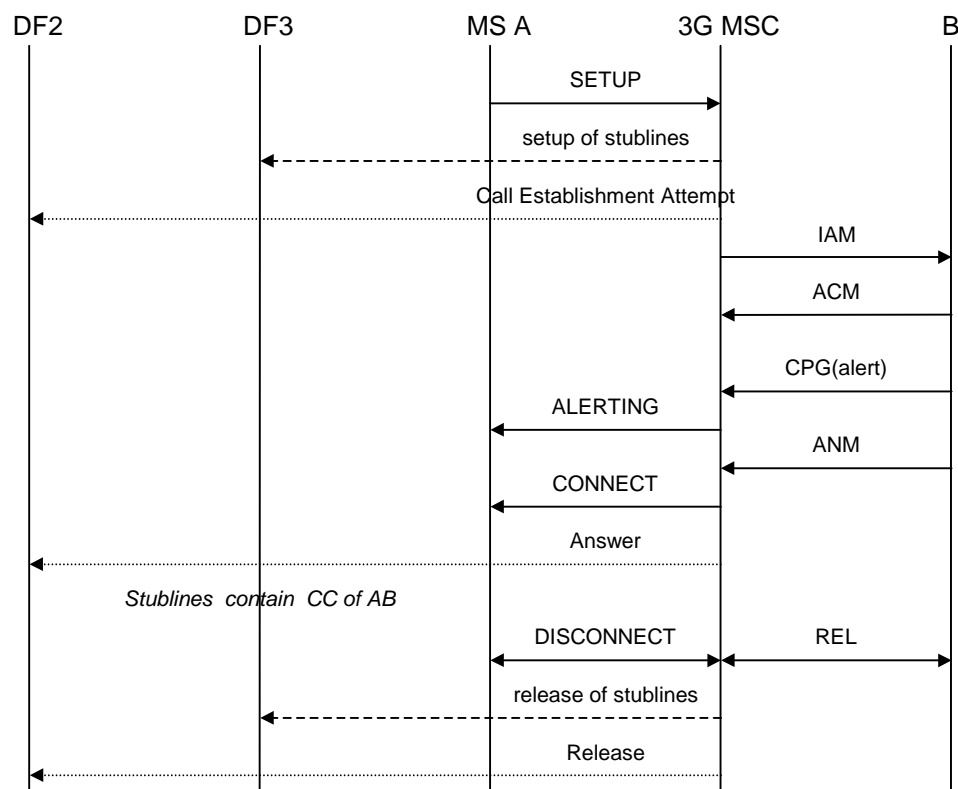 DF2 DF3 MS A 3G MSC B
SETUP
setup of stublines
Call Establishment Attempt
IAM
ACM
CPG(alert)
ALERTING
ANM
CONNECT
Answer
Stublines contain CC of AB
DISCONNECT REL
release of stublines
Release